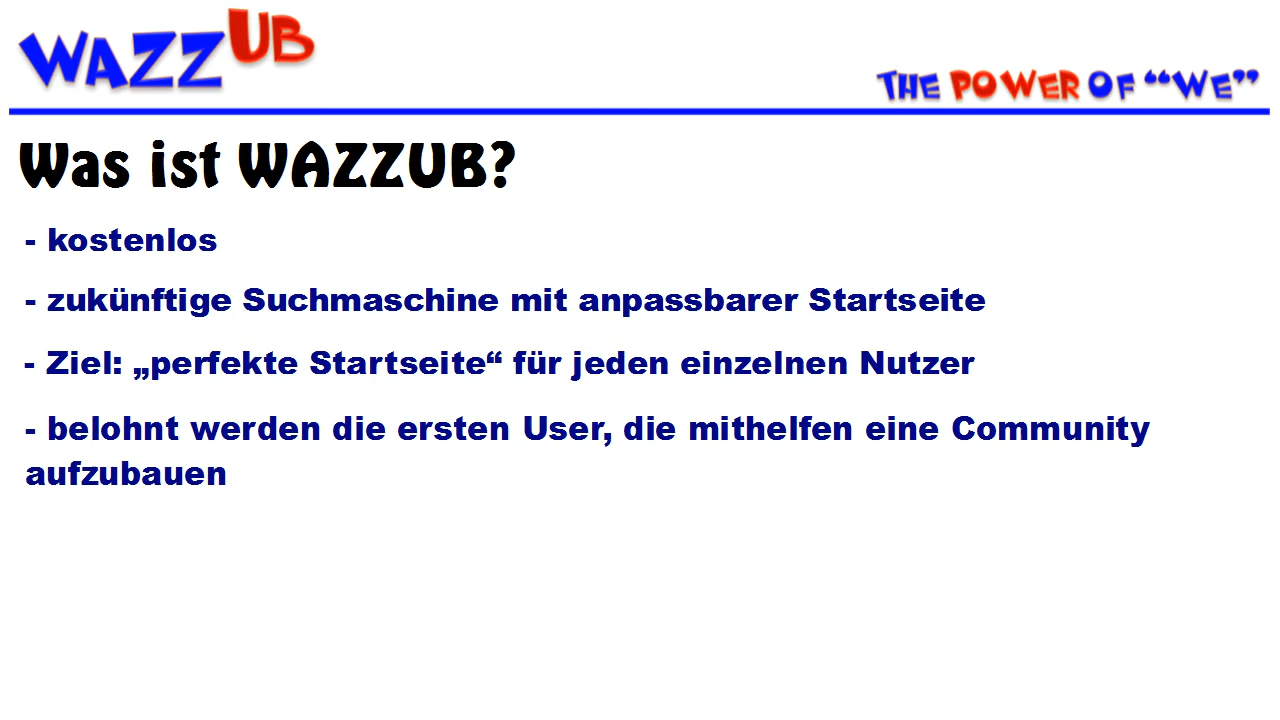 WAZZUB
THE POWER OF “WE”
Was ist WAZZUB?
- kostenlos
- zukünftige Suchmaschine mit anpassbarer Startseite
- Ziel: „perfekte Startseite“ für jeden einzelnen Nutzer
- belohnt werden die ersten User, die mithelfen eine Community
aufzubauen